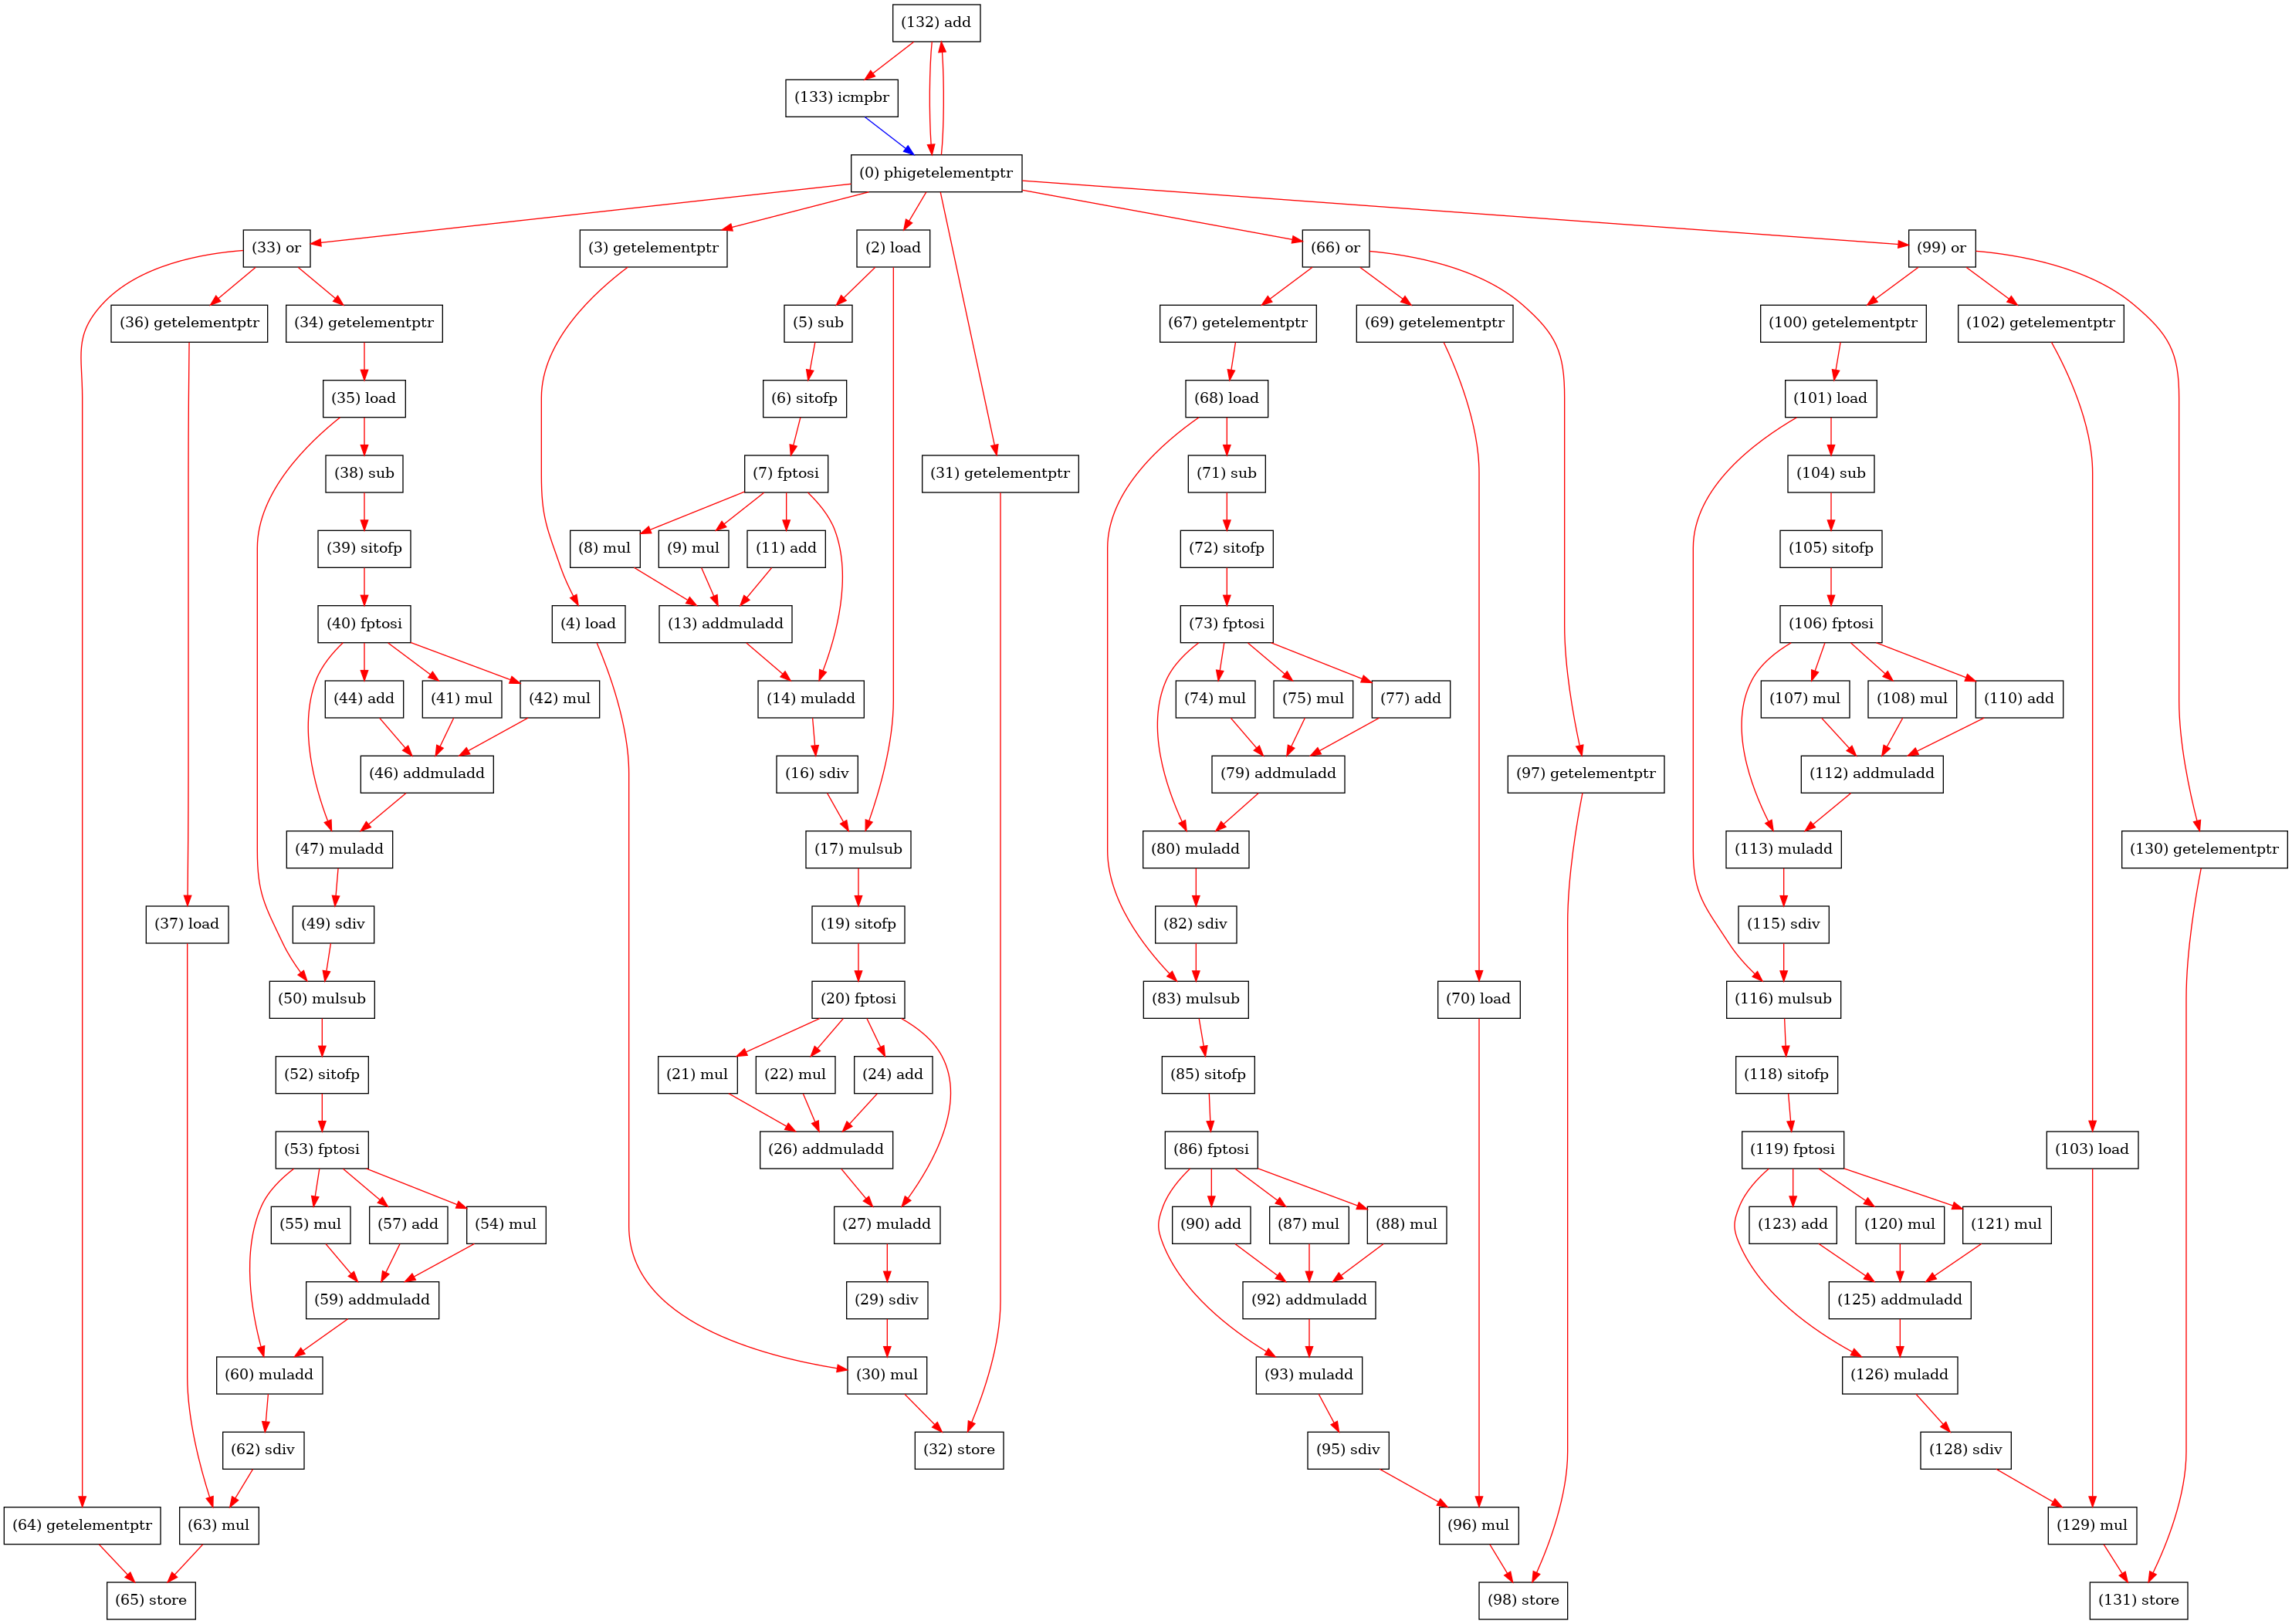 (132) add
(133) icmpbr
(0) phigetelementptr
(33) or
(3) getelementptr
(2) load
(66) or
(99) or
(36) getelementptr
(34) getelementptr
(5) sub
(67) getelementptr
(69) getelementptr
(100) getelementptr
(102) getelementptr
(35) load
(6) sitofp
(68) load
(101) load
(38) sub
(7) fptosi
(31) getelementptr
(71) sub
(104) sub
(39) sitofp
(8) mul
(9) mul
(11) add
(72) sitofp
(105) sitofp
(40) fptosi
(4) load
(13) addmuladd
(73) fptosi
(106) fptosi
(44) add
(41) mul
(42) mul
(14) muladd
(74) mul
(75) mul
(77) add
(107) mul
(108) mul
(110) add
(46) addmuladd
(16) sdiv
(79) addmuladd
(97) getelementptr
(112) addmuladd
(47) muladd
(17) mulsub
(80) muladd
(113) muladd
(130) getelementptr
(37) load
(49) sdiv
(19) sitofp
(82) sdiv
(115) sdiv
(50) mulsub
(20) fptosi
(83) mulsub
(70) load
(116) mulsub
(52) sitofp
(21) mul
(22) mul
(24) add
(85) sitofp
(118) sitofp
(53) fptosi
(26) addmuladd
(86) fptosi
(119) fptosi
(103) load
(55) mul
(57) add
(54) mul
(27) muladd
(90) add
(87) mul
(88) mul
(123) add
(120) mul
(121) mul
(59) addmuladd
(29) sdiv
(92) addmuladd
(125) addmuladd
(60) muladd
(30) mul
(93) muladd
(126) muladd
(62) sdiv
(32) store
(95) sdiv
(128) sdiv
(64) getelementptr
(63) mul
(96) mul
(129) mul
(65) store
(98) store
(131) store